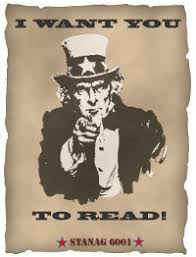 I WANT YOU
TO READ!
STANAG 6001